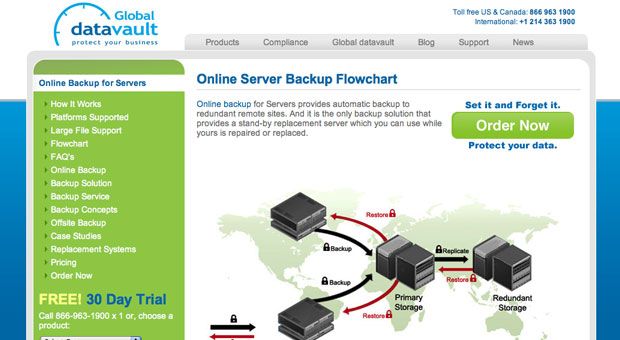 Global
datavault
protect your business
Toll free US & Canada: 866 963 1900
International: +1 214 363 1900
Products Compliance Global datavault Blog Support News
Online Backup for Servers
How It Works
Platforms Supported
Large File Support
Flowchart
FAQ's
Online Backup
Backup Solution
Backup Service
Backup Concepts
Offsite Backup
Case Studies
Replacement Systems
Pricing
Order Now
FREE! 30 Day Trial
Call 866-963-1900 x 1 or, choose a
product:
Online Server Backup Flowchart
Online backup for Servers provides automatic backup to
redundant remote sites. And it is the only backup solution that
provides a stand-by replacement server which you can use while
yours is repaired or replaced.
Set it and Forget it.
Order Now
Protect your data.
Restore
Backup
Replicate
Backup
Restore
Restore
Primary
Storage
Redundant
Storage